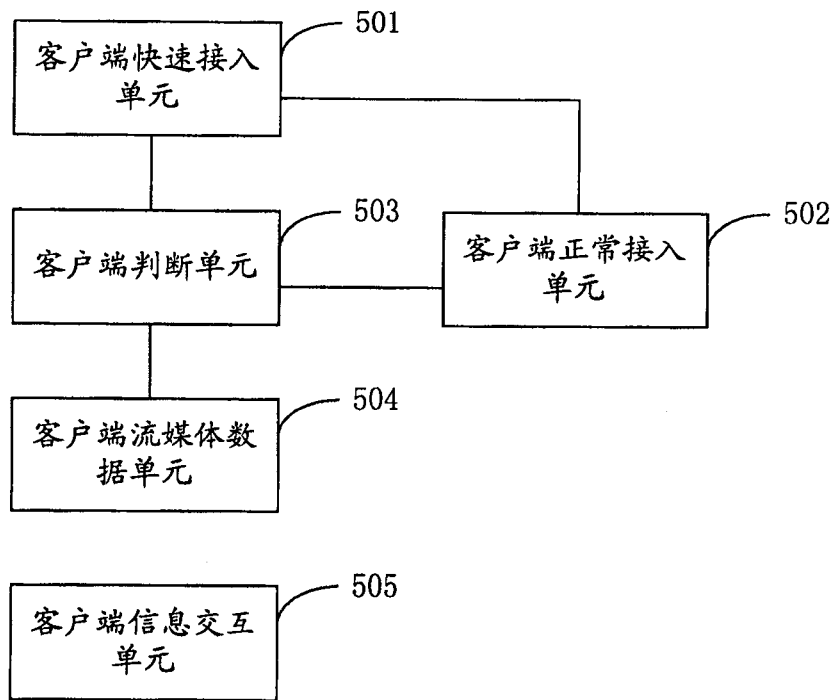 客户端快速接入
单元
501
客户端判断单元
503
客户端正常接入
单元
502
客户端流媒体数
据单元
504
客户端信息交互
单元
505